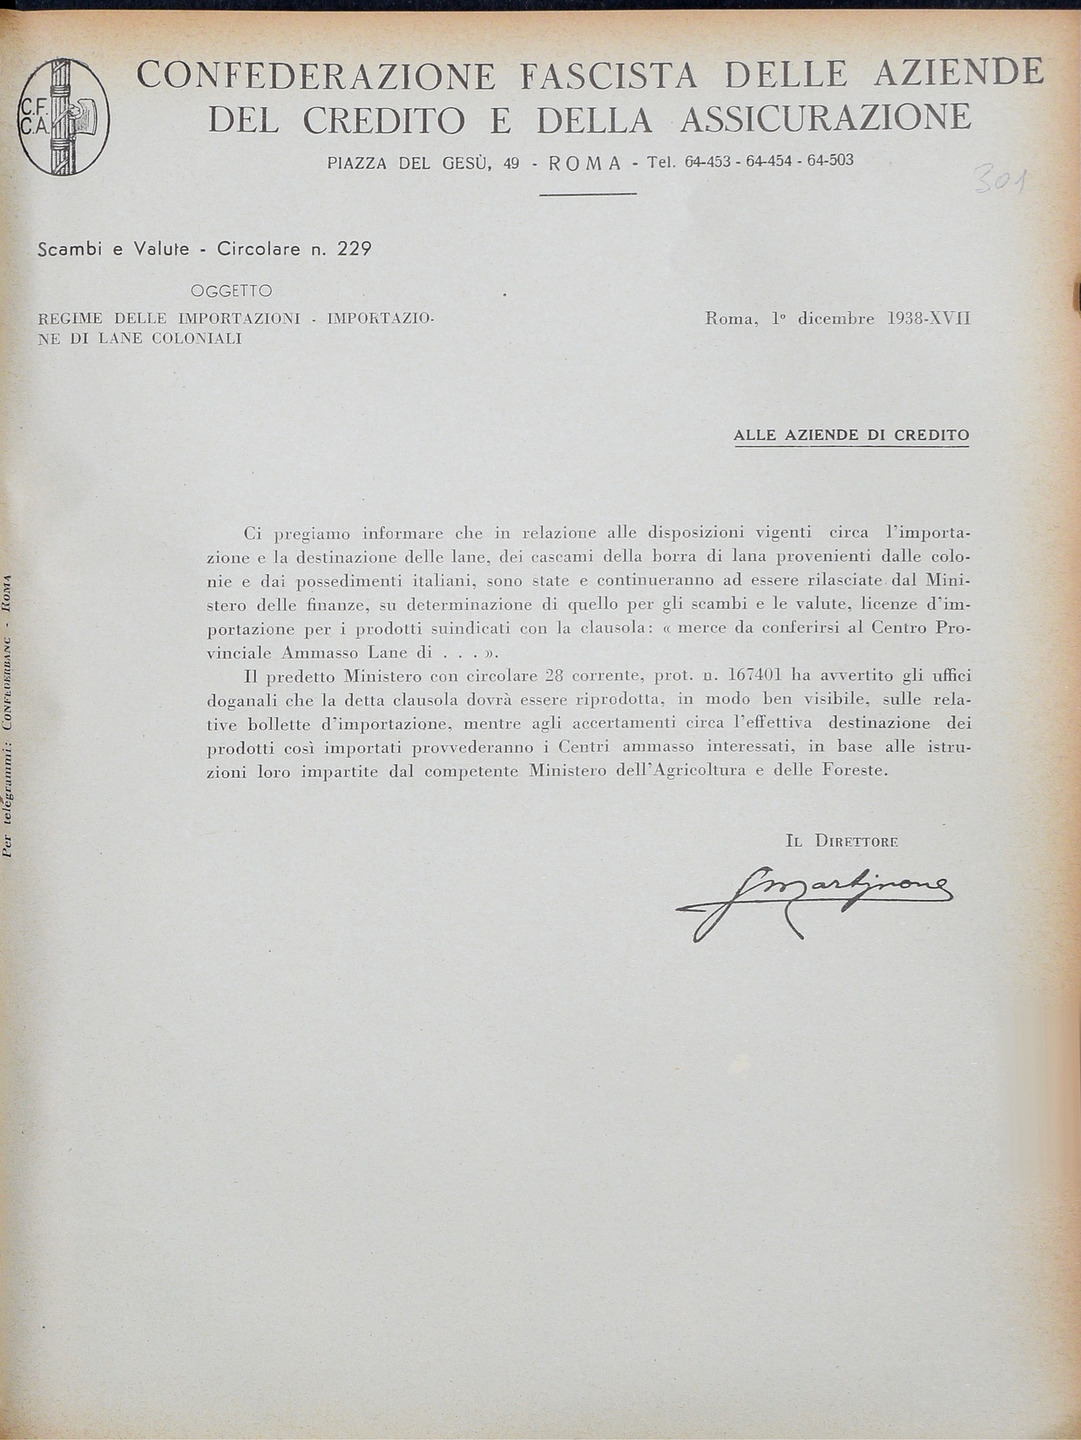 C.F.
C.A.
CONFEDERAZIONE FASCISTA DELLE AZIENDE
DEL CREDITO E DELLA ASSICURAZIONE
PIAZZA DEL GESÙ, 49 - ROMA - Tel. 64-453 - 64-454 - 64-503
301
Scambi e Valute - Circolare n. 229
OGGETTO
REGIME DELLE IMPORTAZIONI - IMPORTAZIO-
NE DI LANE COLONIALI
Roma, 1° dicembre 1938-XVII
ALLE AZIENDE DI CREDITO
Ci pregiamo informare che in relazione alle disposizioni vigenti circa l'importa-
zione e la destinazione delle lane, dei cascami della borra di lana provenienti dalle colo-
nie e dai possedimenti italiani, sono state e continueranno ad essere rilasciate dal Mini-
stero delle finanze, su determinazione di quello per gli scambi e le valute, licenze d'im-
portazione per i prodotti suindicati con la clausola: « merce da conferirsi al Centro Pro-
vinciale Ammasso Lane di . . . ».
Il predetto Ministero con circolare 28 corrente, prot. n. 167401 ha avvertito gli uffici
doganali che la detta clausola dovrà essere riprodotta, in modo ben visibile, sulle rela-
tive bollette d'importazione, mentre agli accertamenti circa l'effettiva destinazione dei
prodotti così importati provvederanno i Centri ammasso interessati, in base alle istru-
zioni loro impartite dal competente Ministero dell'Agricoltura e delle Foreste.
IL DIRETTORE
GMartinone
Per telegrammi: CONFEDERBANC - ROMA